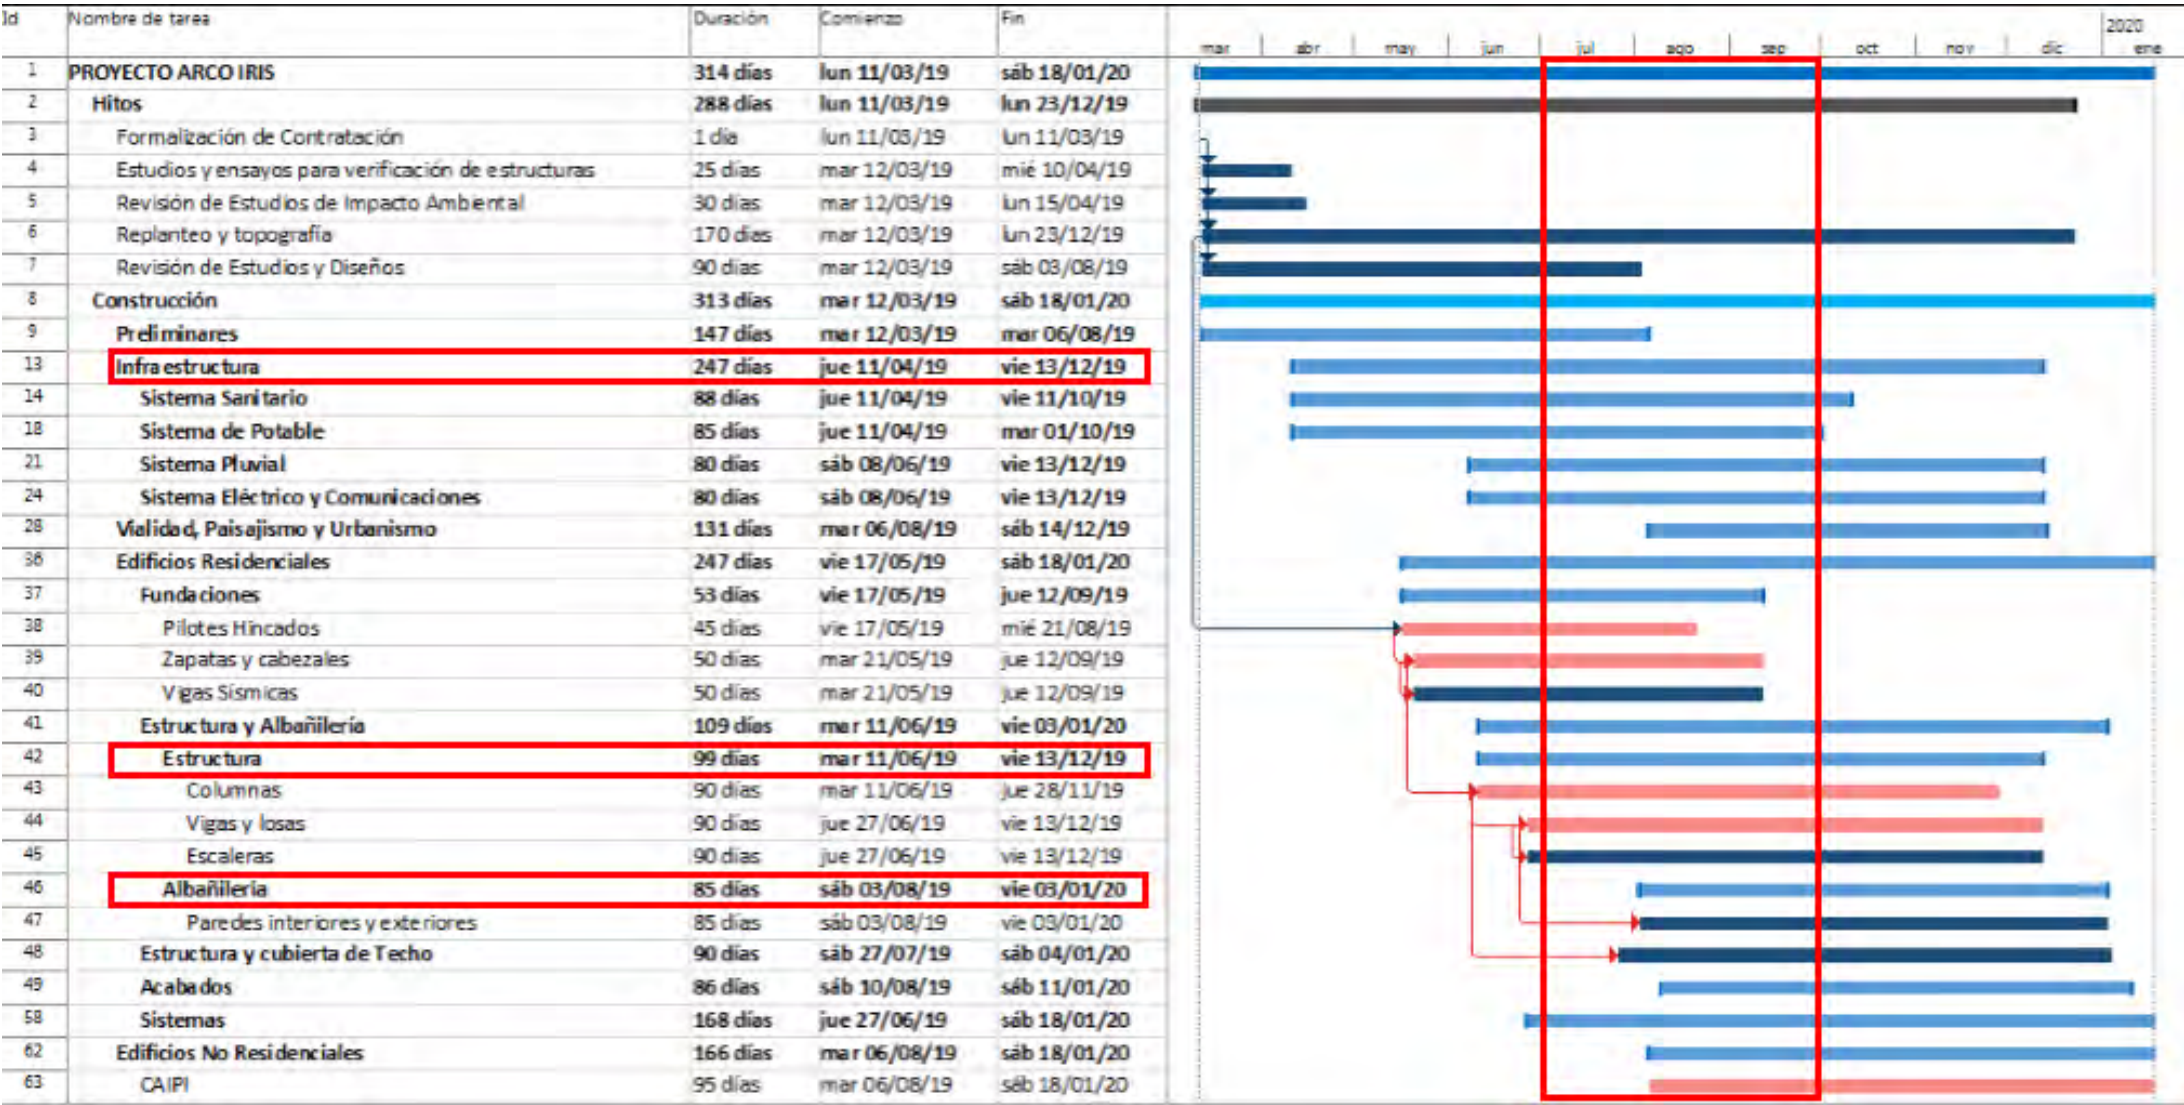 Id Nombre de tarea Duración Comienzo Fin
2020
mar abr may jun jul ago sep oct nov dic ene
1 PROYECTO ARCO IRIS 314 días lun 11/03/19 sáb 18/01/20
2 Hitos 288 días lun 11/03/19 lun 23/12/19
3 Formalización de Contratación 1 día lun 11/03/19 lun 11/03/19
4 Estudios y ensayos para verificación de estructuras 25 días mar 12/03/19 mié 10/04/19
5 Revisión de Estudios de Impacto Ambiental 30 días mar 12/03/19 lun 15/04/19
6 Replanteo y topografía 170 días mar 12/03/19 lun 23/12/19
7 Revisión de Estudios y Diseños 90 días mar 12/03/19 sáb 03/08/19
8 Construcción 313 días mar 12/03/19 sáb 18/01/20
9 Preliminares 147 días mar 12/03/19 mar 06/08/19
13 Infraestructura 247 días jue 11/04/19 vie 13/12/19
14 Sistema Sanitario 88 días jue 11/04/19 vie 11/10/19
18 Sistema de Potable 85 días jue 11/04/19 mar 01/10/19
21 Sistema Pluvial 80 días sáb 08/06/19 vie 13/12/19
24 Sistema Eléctrico y Comunicaciones 80 días sáb 08/06/19 vie 13/12/19
28 Vialidad, Paisajismo y Urbanismo 131 días mar 06/08/19 sáb 14/12/19
36 Edificios Residenciales 247 días vie 17/05/19 sáb 18/01/20
37 Fundaciones 53 días vie 17/05/19 jue 12/09/19
38 Pilotes Hincados 45 días vie 17/05/19 mié 21/08/19
39 Zapatas y cabezales 50 días mar 21/05/19 jue 12/09/19
40 Vigas Sísmicas 50 días mar 21/05/19 jue 12/09/19
41 Estructura y Albañilería 109 días mar 11/06/19 vie 03/01/20
42 Estructura 99 días mar 11/06/19 vie 13/12/19
43 Columnas 90 días mar 11/06/19 jue 28/11/19
44 Vigas y losas 90 días jue 27/06/19 vie 13/12/19
45 Escaleras 90 días jue 27/06/19 vie 13/12/19
46 Albañilería 85 días sáb 03/08/19 vie 03/01/20
47 Paredes interiores y exteriores 85 días sáb 03/08/19 vie 03/01/20
48 Estructura y cubierta de Techo 90 días sáb 27/07/19 sáb 04/01/20
49 Acabados 86 días sáb 10/08/19 sáb 11/01/20
58 Sistemas 168 días jue 27/06/19 sáb 18/01/20
62 Edificios No Residenciales 166 días mar 06/08/19 sáb 18/01/20
63 CAIPI 95 días mar 06/08/19 sáb 18/01/20